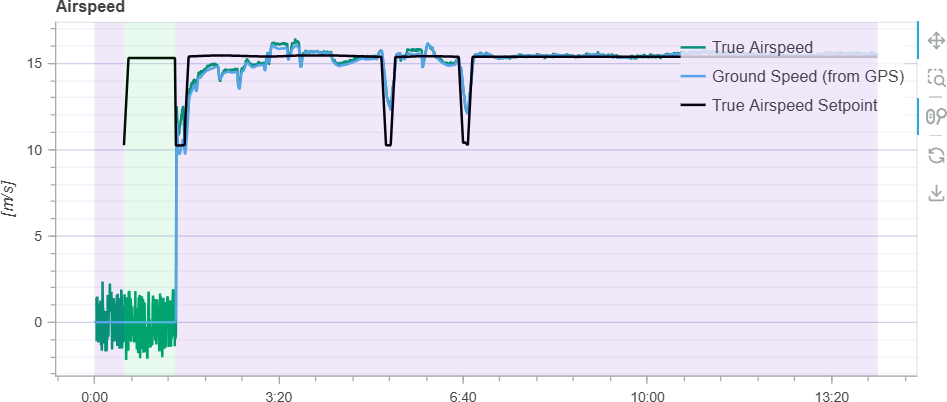 Airspeed
15
10
5
0
[m/s]
True Airspeed
Ground Speed (from GPS)
True Airspeed Setpoint
0:00
3:20
6:40
10:00
13:20